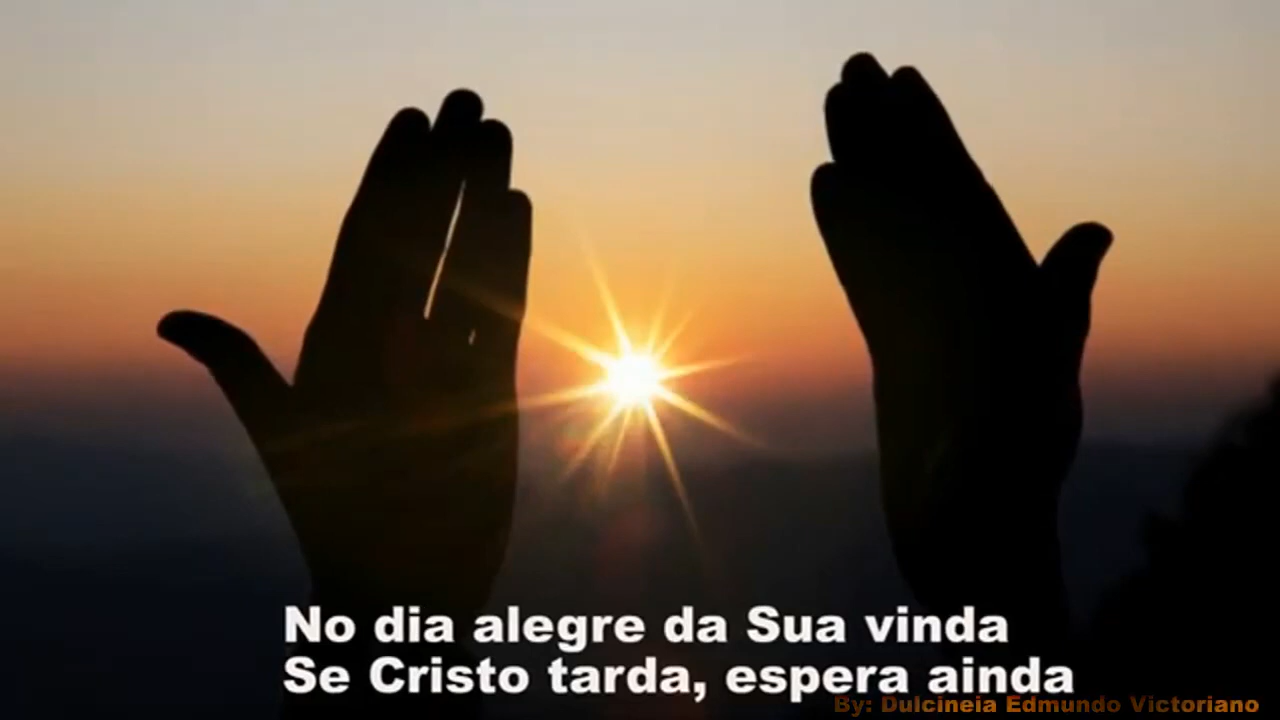 No dia alegre da Sua vinda
Se Cristo tarda, espera ainda
By: Dulcineia Edmundo Victoriano